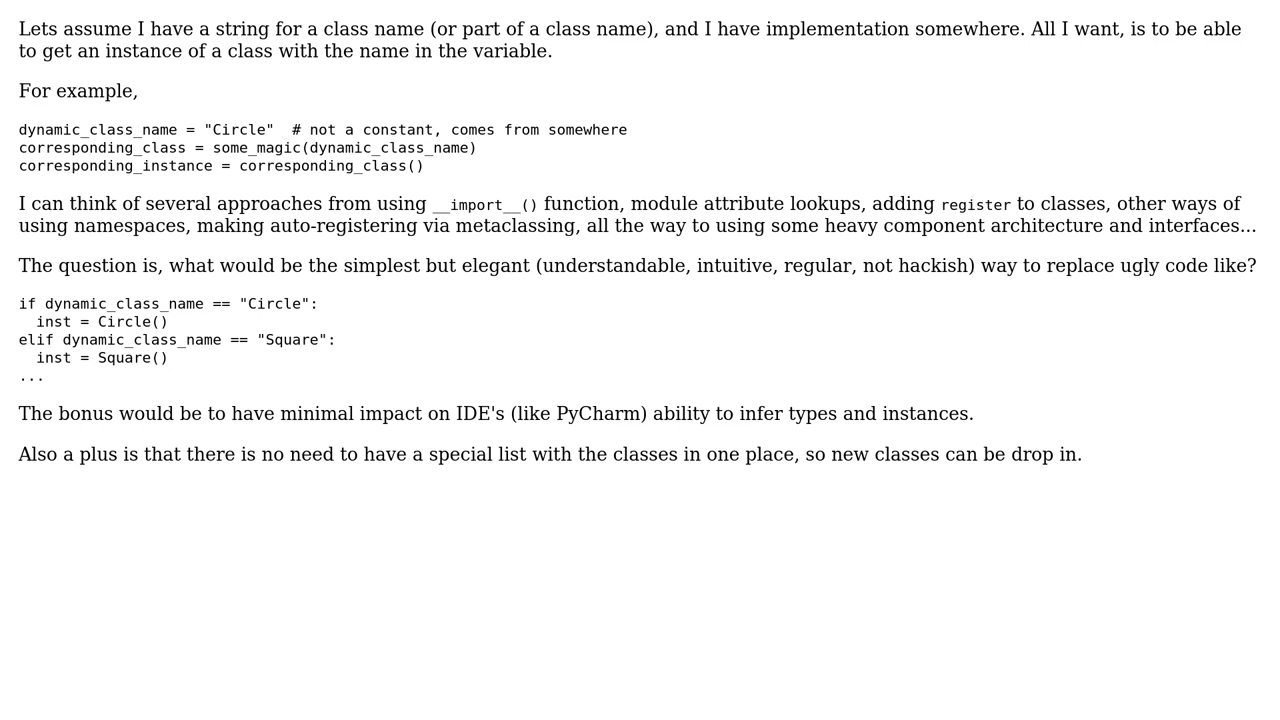 Lets assume I have a string for a class name (or part of a class name), and I have implementation somewhere. All I want, is to be able
to get an instance of a class with the name in the variable.
For example,
dynamic_class_name = "Circle"  # not a constant, comes from somewhere
corresponding_class = some_magic(dynamic_class_name)
corresponding_instance = corresponding_class()
I can think of several approaches from using __import__() function, module attribute lookups, adding register to classes, other ways of
using namespaces, making auto-registering via metaclassing, all the way to using some heavy component architecture and interfaces...
The question is, what would be the simplest but elegant (understandable, intuitive, regular, not hackish) way to replace ugly code like?
if dynamic_class_name == "Circle":
  inst = Circle()
elif dynamic_class_name == "Square":
  inst = Square()
...
The bonus would be to have minimal impact on IDE's (like PyCharm) ability to infer types and instances.
Also a plus is that there is no need to have a special list with the classes in one place, so new classes can be drop in.